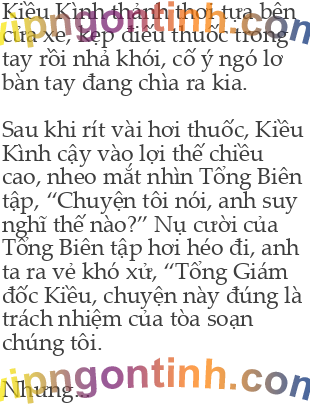 Kiều Kình thảnh thơi tựa bên
cửa xe, kẹp điếu thuốc trong
tay rồi nhả khói, cố ý ngó lơ
bàn tay đang chìa ra kia.

Sau khi rít vài hơi thuốc, Kiều
Kình cậy vào lợi thế chiều
cao, nheo mắt nhìn Tổng Biên
tập, “Chuyện tôi nói, anh suy
nghĩ thế nào?” Nụ cười của
Tổng Biên tập hơi héo đi, anh
ta ra vẻ khó xử, “Tổng Giám
đốc Kiều, chuyện này đúng là
trách nhiệm của tòa soạn
chúng tôi.

Nhưng...
vipngontinh.com
vipngontinh.com